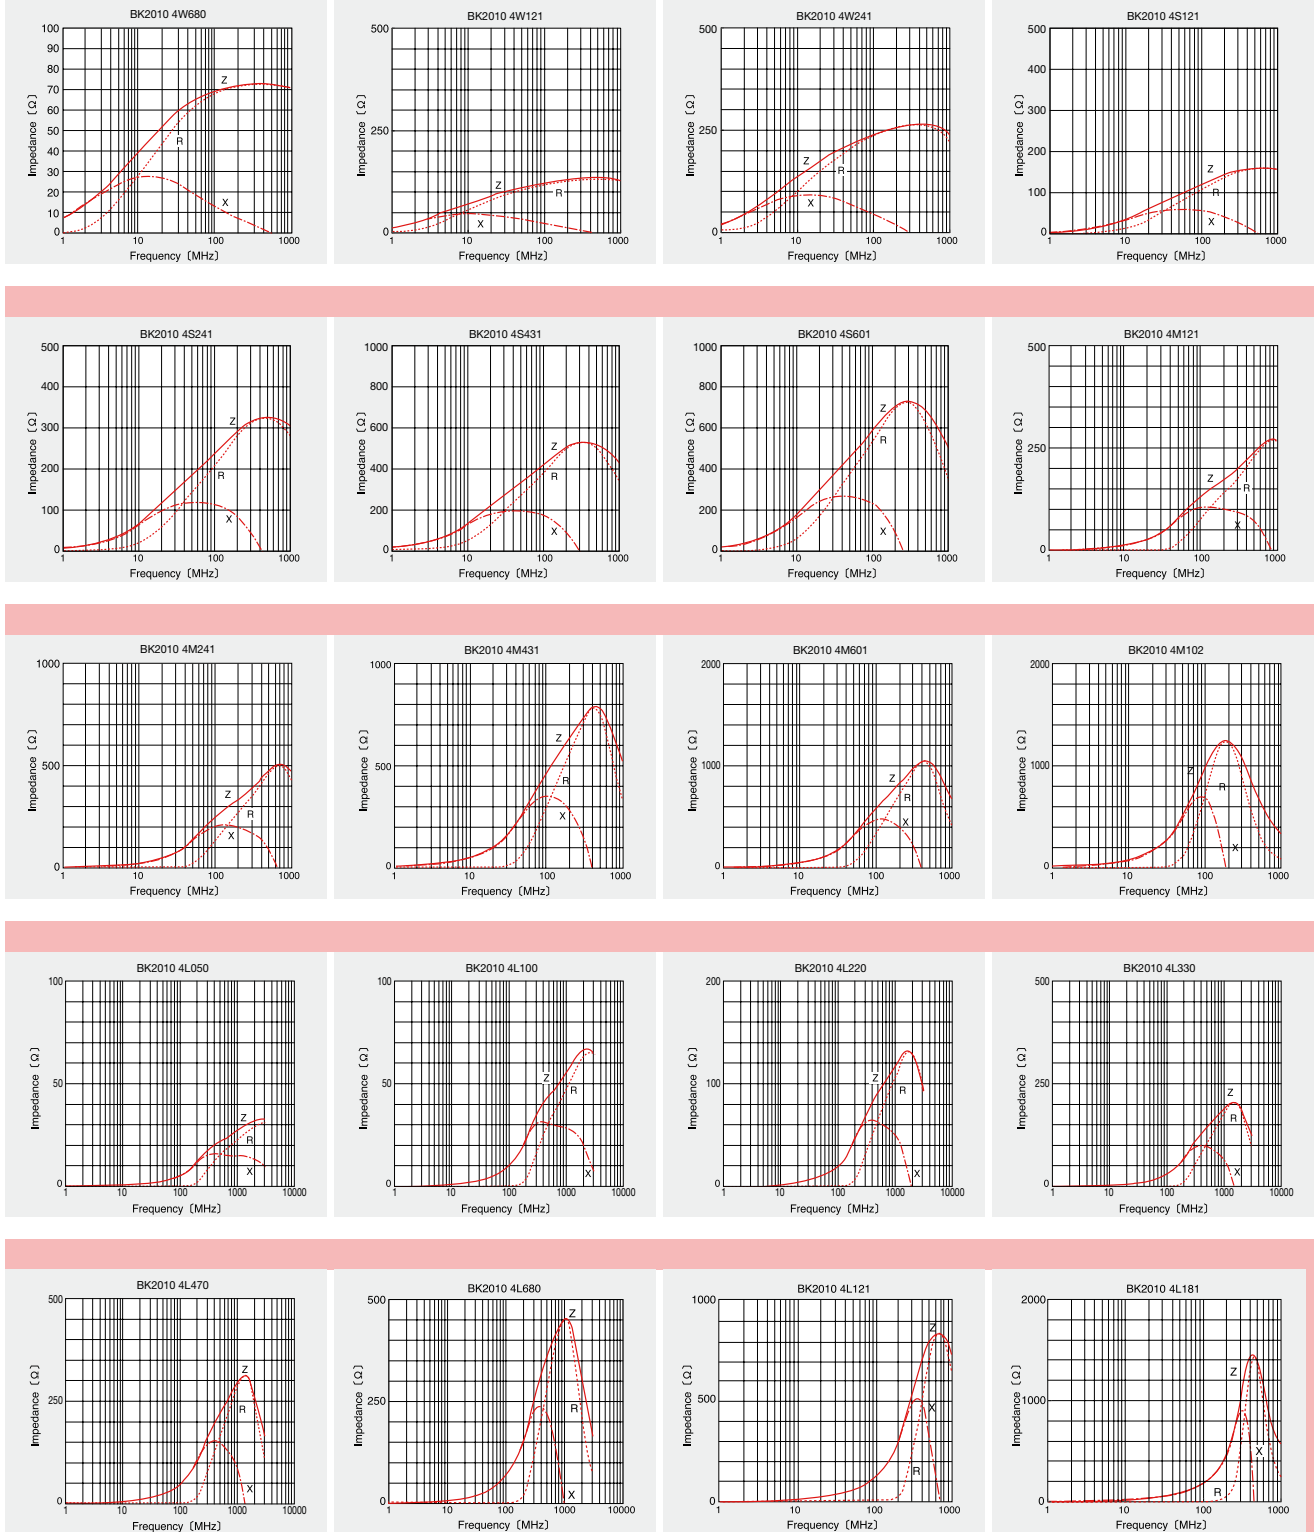 BK2010 4W680
Impedance 〔Ω〕
100
90
80
70
60
50
40
30
20
10
0
Z
R
X
1 10 100 1000
Frequency 〔MHz〕
BK2010 4W121
Impedance 〔Ω〕
500
250
0
Z
R
X
1 10 100 1000
Frequency 〔MHz〕
BK2010 4W241
Impedance 〔Ω〕
500
250
0
Z
R
X
1 10 100 1000
Frequency 〔MHz〕
BK2010 4S121
Impedance 〔Ω〕
500
400
300
200
100
0
Z
R
X
1 10 100 1000
Frequency 〔MHz〕
BK2010 4S241
Impedance 〔Ω〕
500
400
300
200
100
0
Z
R
X
1 10 100 1000
Frequency 〔MHz〕
BK2010 4S431
Impedance 〔Ω〕
1000
800
600
400
200
0
Z
R
X
1 10 100 1000
Frequency 〔MHz〕
BK2010 4S601
Impedance 〔Ω〕
1000
800
600
400
200
0
Z
R
X
1 10 100 1000
Frequency 〔MHz〕
BK2010 4M121
Impedance 〔Ω〕
500
250
0
Z
R
X
1 10 100 1000
Frequency 〔MHz〕
BK2010 4M241
Impedance 〔Ω〕
1000
500
0
Z
R
X
1 10 100 1000
Frequency 〔MHz〕
BK2010 4M431
Impedance 〔Ω〕
1000
500
0
Z
R
X
1 10 100 1000
Frequency 〔MHz〕
BK2010 4M601
Impedance 〔Ω〕
2000
1000
0
Z
R
X
1 10 100 1000
Frequency 〔MHz〕
BK2010 4M102
Impedance 〔Ω〕
2000
1000
0
Z
R
X
1 10 100 1000
Frequency 〔MHz〕
BK2010 4L050
Impedance 〔Ω〕
100
50
0
Z
R
X
1 10 100 1000 10000
Frequency 〔MHz〕
BK2010 4L100
Impedance 〔Ω〕
100
50
0
Z
R
X
1 10 100 1000 10000
Frequency 〔MHz〕
BK2010 4L220
Impedance 〔Ω〕
200
100
0
Z
R
X
1 10 100 1000 10000
Frequency 〔MHz〕
BK2010 4L330
Impedance 〔Ω〕
500
250
0
Z
R
X
1 10 100 1000 10000
Frequency 〔MHz〕
BK2010 4L470
Impedance 〔Ω〕
500
250
0
Z
R
X
1 10 100 1000 10000
Frequency 〔MHz〕
BK2010 4L680
Impedance 〔Ω〕
500
250
0
Z
R
X
1 10 100 1000 10000
Frequency 〔MHz〕
BK2010 4L121
Impedance 〔Ω〕
1000
500
0
Z
X
R
1 10 100 1000
Frequency 〔MHz〕
BK2010 4L181
Impedance 〔Ω〕
2000
1000
0
Z
X
R
1 10 100 1000
Frequency 〔MHz〕